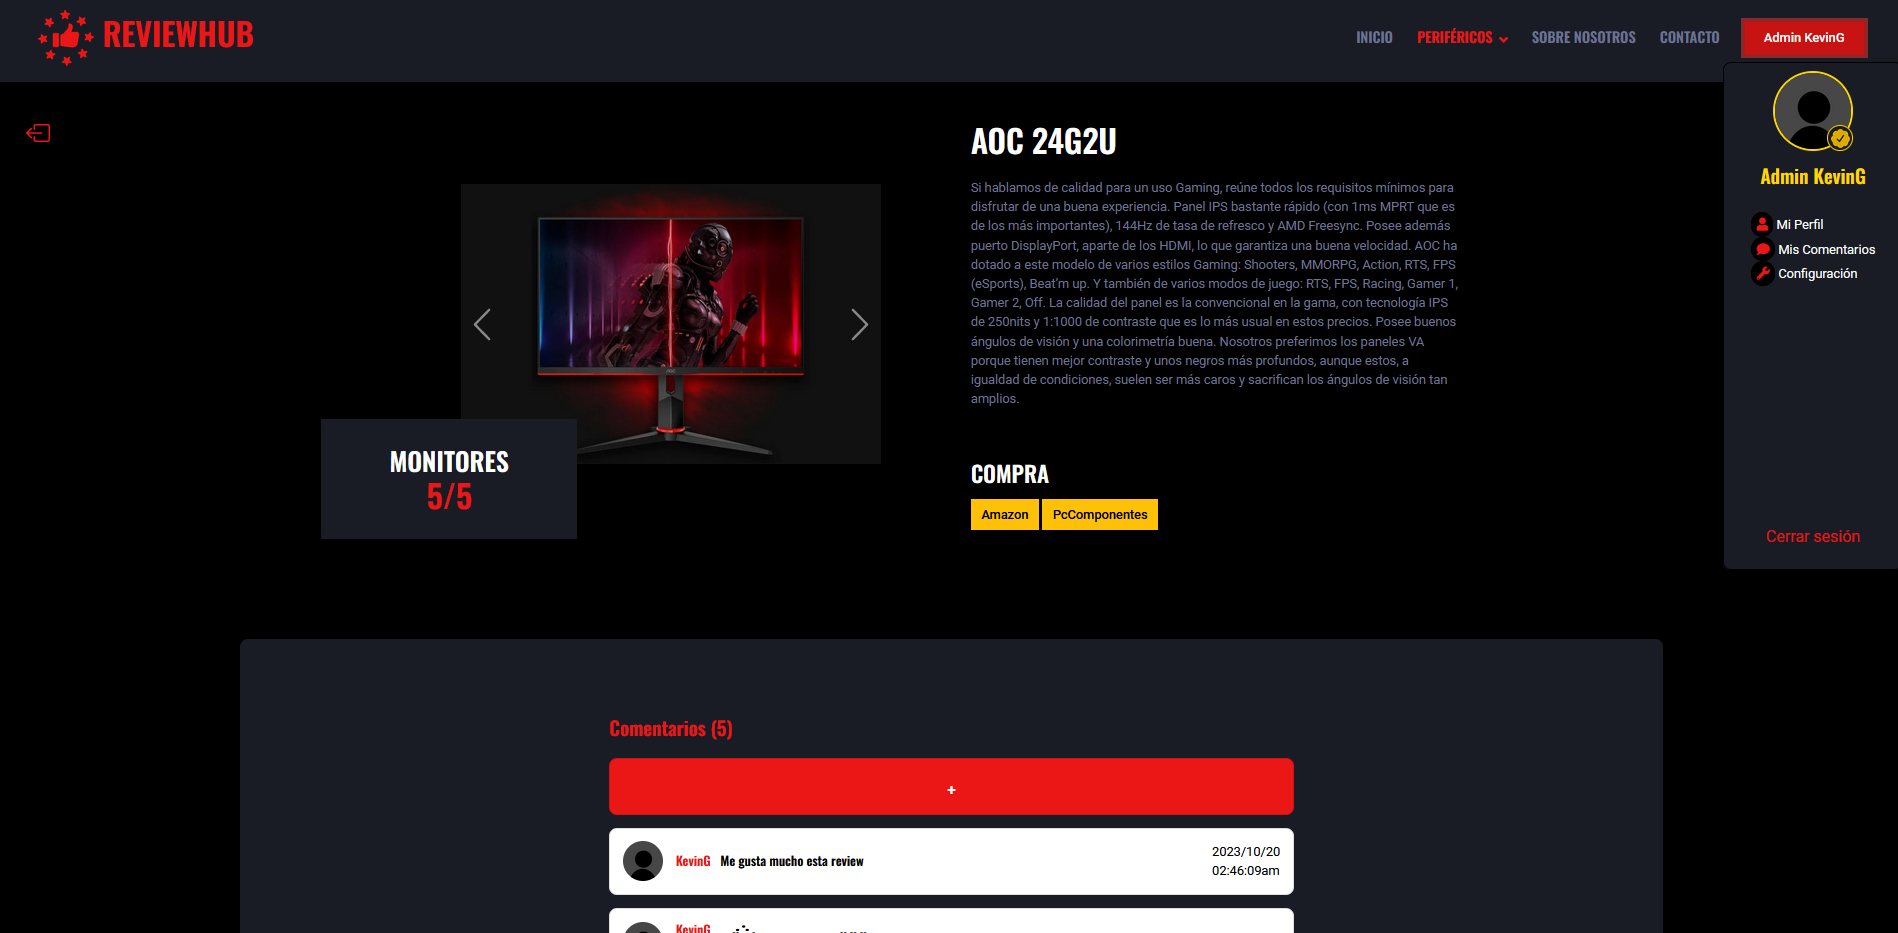 REVIEWHUB
INICIO
PERIFÉRICOS
SOBRE NOSOTROS
CONTACTO
Admin KevinG
Admin KevinG
Mi Perfil
Mis Comentarios
Configuración
Cerrar sesión
MONITORES
5/5
AOC 24G2U
Si hablamos de calidad para un uso Gaming, reúne todos los requisitos mínimos para
disfrutar de una buena experiencia. Panel IPS bastante rápido (con 1ms MPRT que es
de los más importantes), 144Hz de tasa de refresco y AMD Freesync. Posee además
puerto DisplayPort, aparte de los HDMI, lo que garantiza una buena velocidad. AOC ha
dotado a este modelo de varios estilos Gaming: Shooters, MMORPG, Action, RTS, FPS
(eSports), Beat'm up. Y también de varios modos de juego: RTS, FPS, Racing, Gamer 1,
Gamer 2, Off. La calidad del panel es la convencional en la gama, con tecnología IPS
de 250nits y 1:1000 de contraste que es lo más usual en estos precios. Posee buenos
ángulos de visión y una colorimetría buena. Nosotros preferimos los paneles VA
porque tienen mejor contraste y unos negros más profundos, aunque estos, a
igualdad de condiciones, suelen ser más caros y sacrifican los ángulos de visión tan
amplios.
COMPRA
Amazon
PcComponentes
Comentarios (5)
+
KevinG Me gusta mucho esta review
2023/10/20
02:46:09am
KevinG